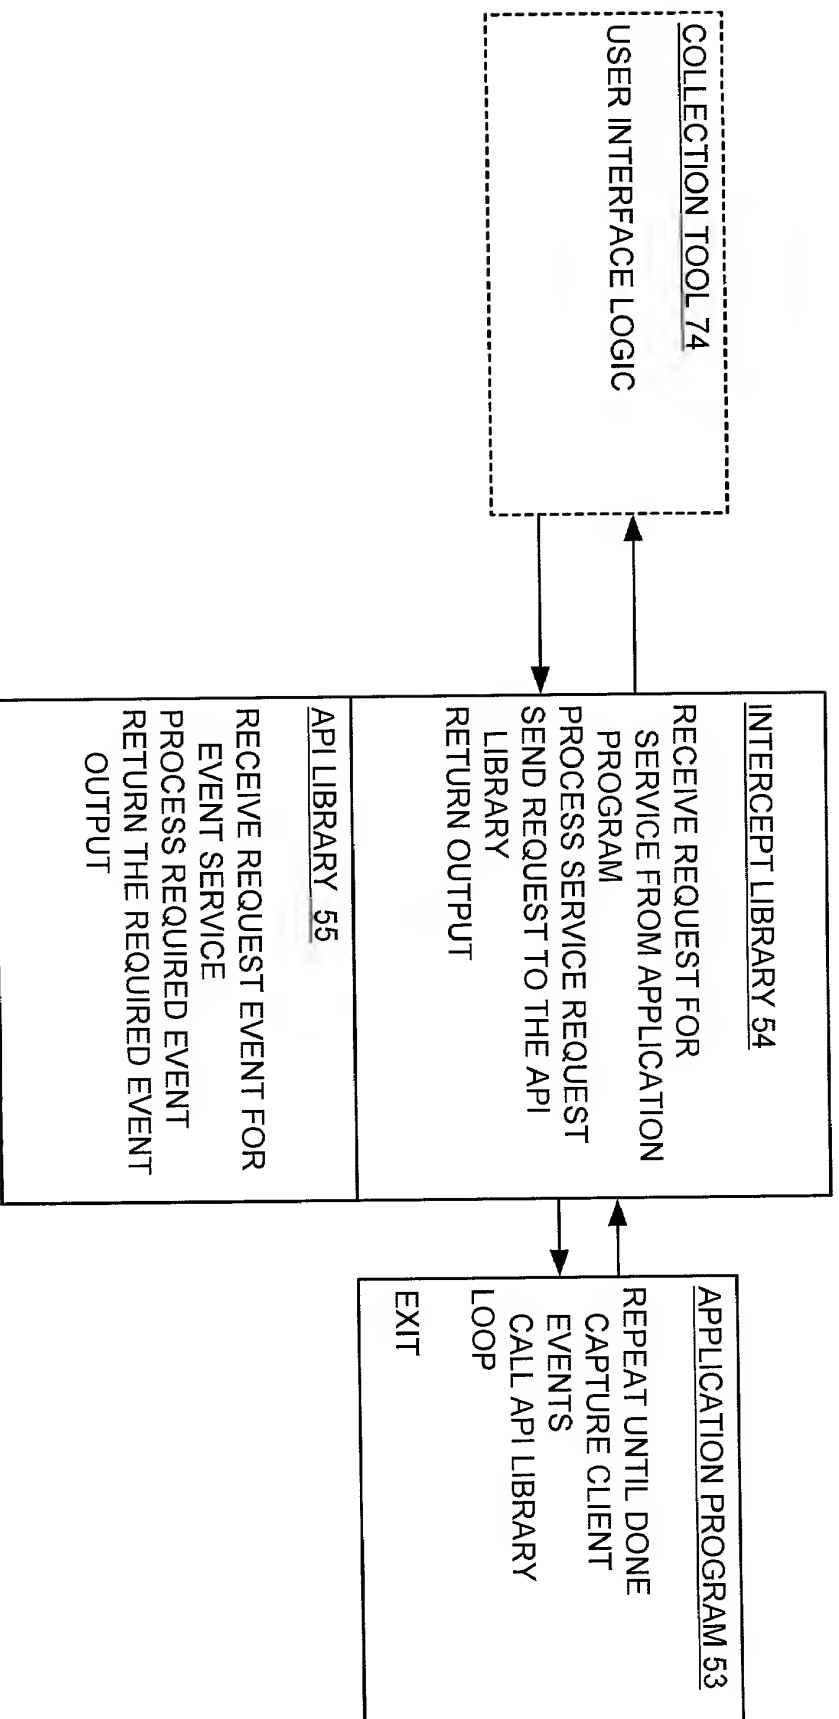 COLLECTION TOOL 74
USER INTERFACE LOGIC
INTERCEPT LIBRARY 54
RECEIVE REQUEST FOR
SERVICE FROM APPLICATION
PROGRAM
PROCESS SERVICE REQUEST
SEND REQUEST TO THE API
LIBRARY
RETURN OUTPUT
API LIBRARY 55
RECEIVE REQUEST EVENT FOR
EVENT SERVICE
PROCESS REQUIRED EVENT
RETURN THE REQUIRED EVENT
OUTPUT
APPLICATION PROGRAM 53
REPEAT UNTIL DONE
CAPTURE CLIENT
EVENTS
CALL API LIBRARY
LOOP
EXIT